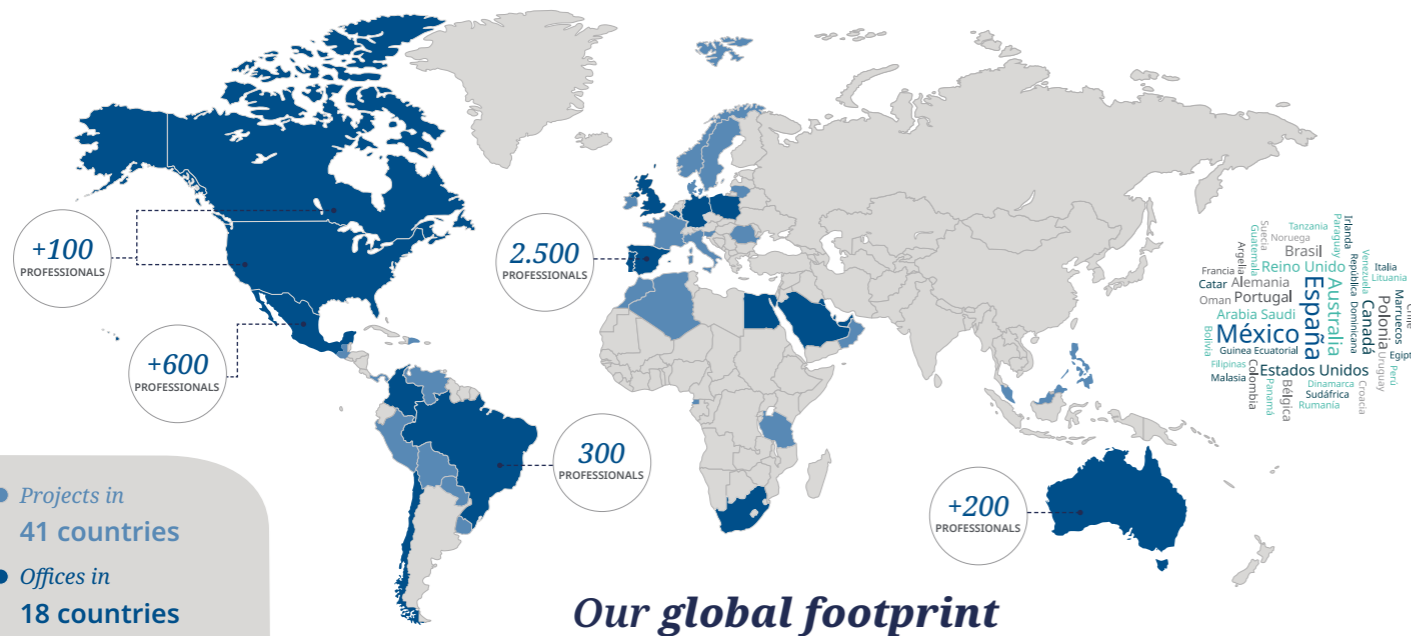 +100
PROFESSIONALS
+600
PROFESSIONALS
2.500
PROFESSIONALS
300
PROFESSIONALS
+200
PROFESSIONALS
Projects in
41 countries
Offices in
18 countries
Our global footprint
Suecia
Guatemala
Argelia
Tanzania
Noruega
Brasil
Paraguay
Irlanda
República Dominicana
Venezuela
Italia
Lituania
Reino Unido
Francia
Catar
Alemania
Oman
Portugal
Arabia Saudi
España
Australia
Canadá
Polonia
Marruecos
Chile
México
Bolivia
Guinea Ecuatorial
Filipinas
Malasia
Colombia
Estados Unidos
Uruguay
Egipt
Perú
Panamá
Bélgica
Dinamarca
Sudáfrica
Rumanía
Croacia